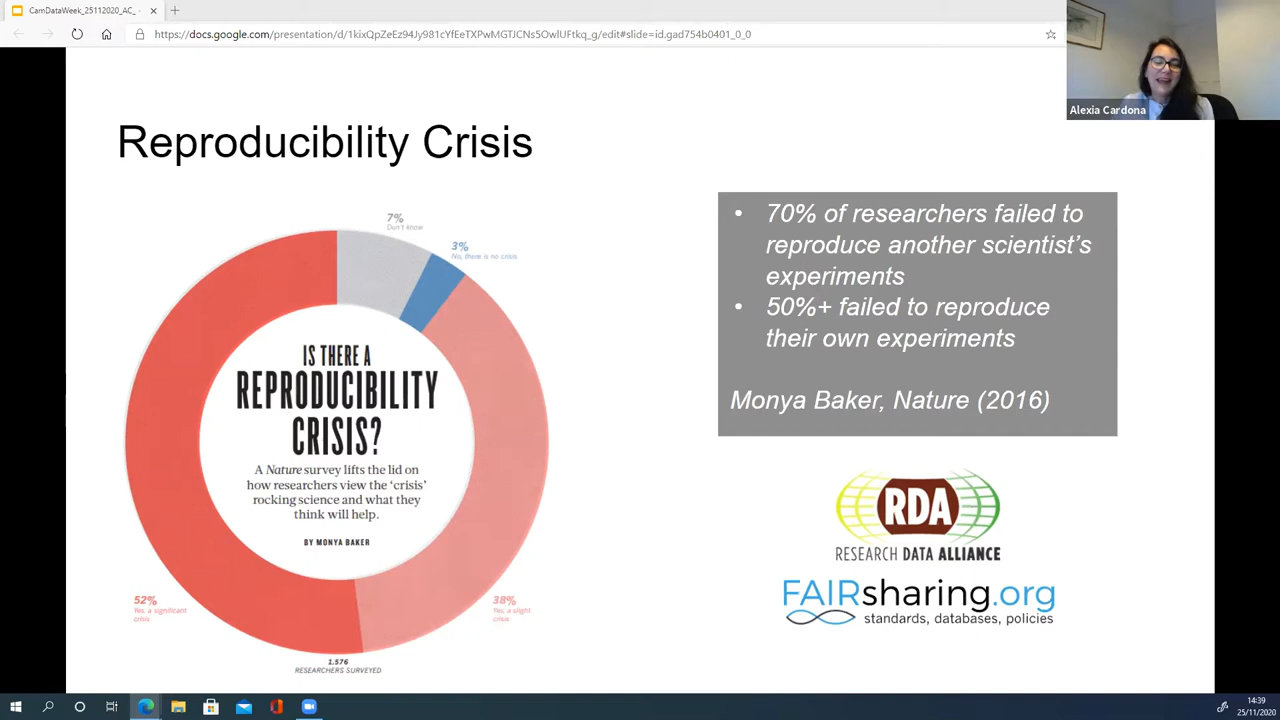 CamDataWeek_25112020_AC_
https://docs.google.com/presentation/d/1kixQpZeEz94Jy981cYfEeTXPwMGTJCNs5OwlUFtkq_g/edit#slide=id.gad754b0401_0_0
Alexia Cardona
Reproducibility Crisis
7%
Don't know
3%
No, there is no crisis
IS THERE A
REPRODUCIBILITY
CRISIS?
A Nature survey lifts the lid on
how researchers view the ‘crisis’
rocking science and what they
think will help.
BY MONYA BAKER
52%
Yes, a significant
crisis
38%
Yes, a slight
crisis
1,576
RESEARCHERS SURVEYED
• 70% of researchers failed to
reproduce another scientist’s
experiments
• 50%+ failed to reproduce
their own experiments
Monya Baker, Nature (2016)
RDA
RESEARCH DATA ALLIANCE
FAIRsharing.org
standards, databases, policies
14:39
25/11/2020